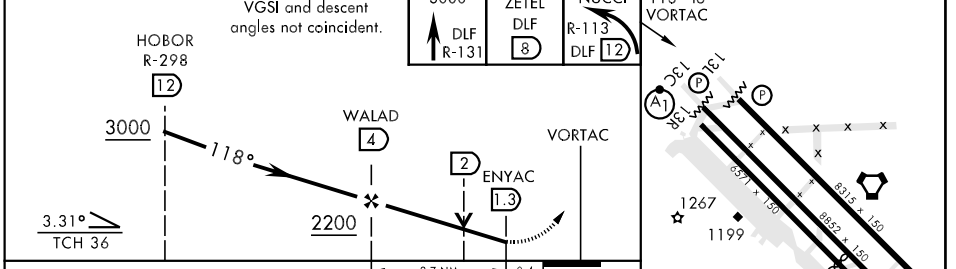 VGSI and descent
angles not coincident.
DLF
R-131
ZETEL
DLF
8
R-113
DLF 12
VORTAC
HOBOR
R-298
12
3000
118°
WALAD
4
2200
2
ENYAC
1.3
VORTAC
3.31°
TCH 36
13C
13L
13R
P
P
A1
x x x x
x
x
x
6571 x 150
8852 x 150
8315 x 150
1267
1199